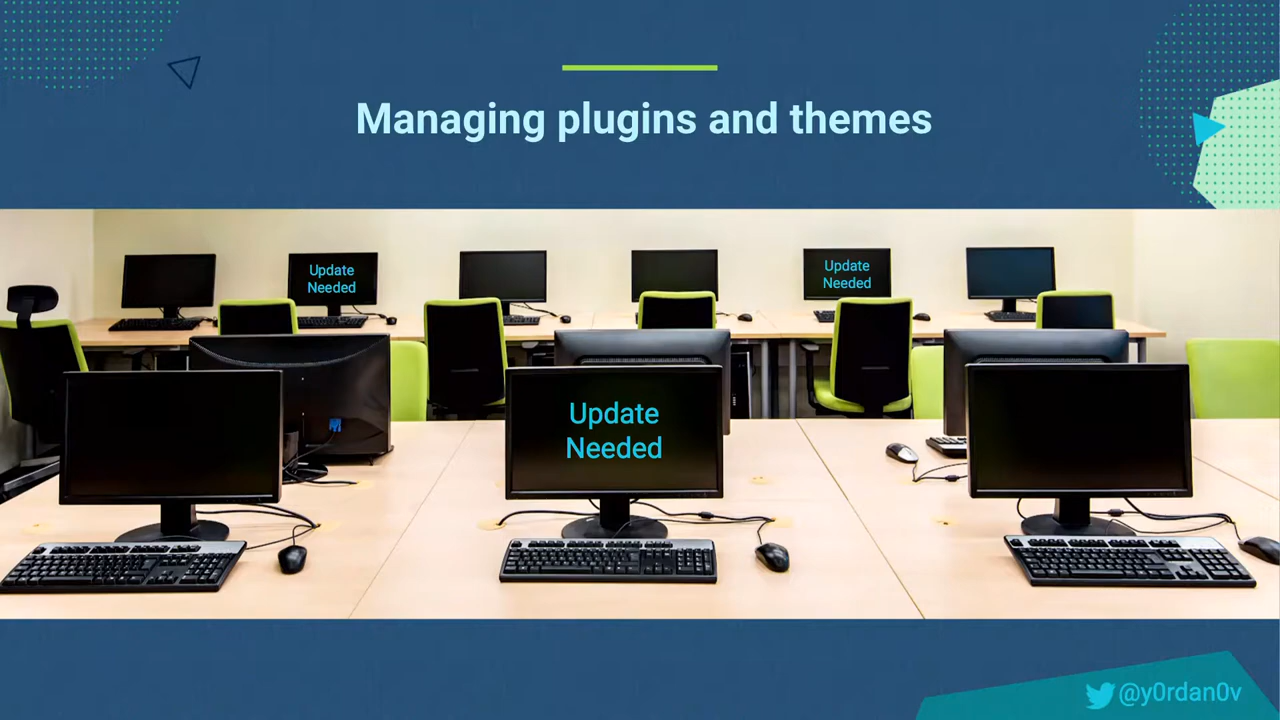 Managing plugins and themes
Update
Needed
Update
Needed
Update
Needed
@y0rdan0v